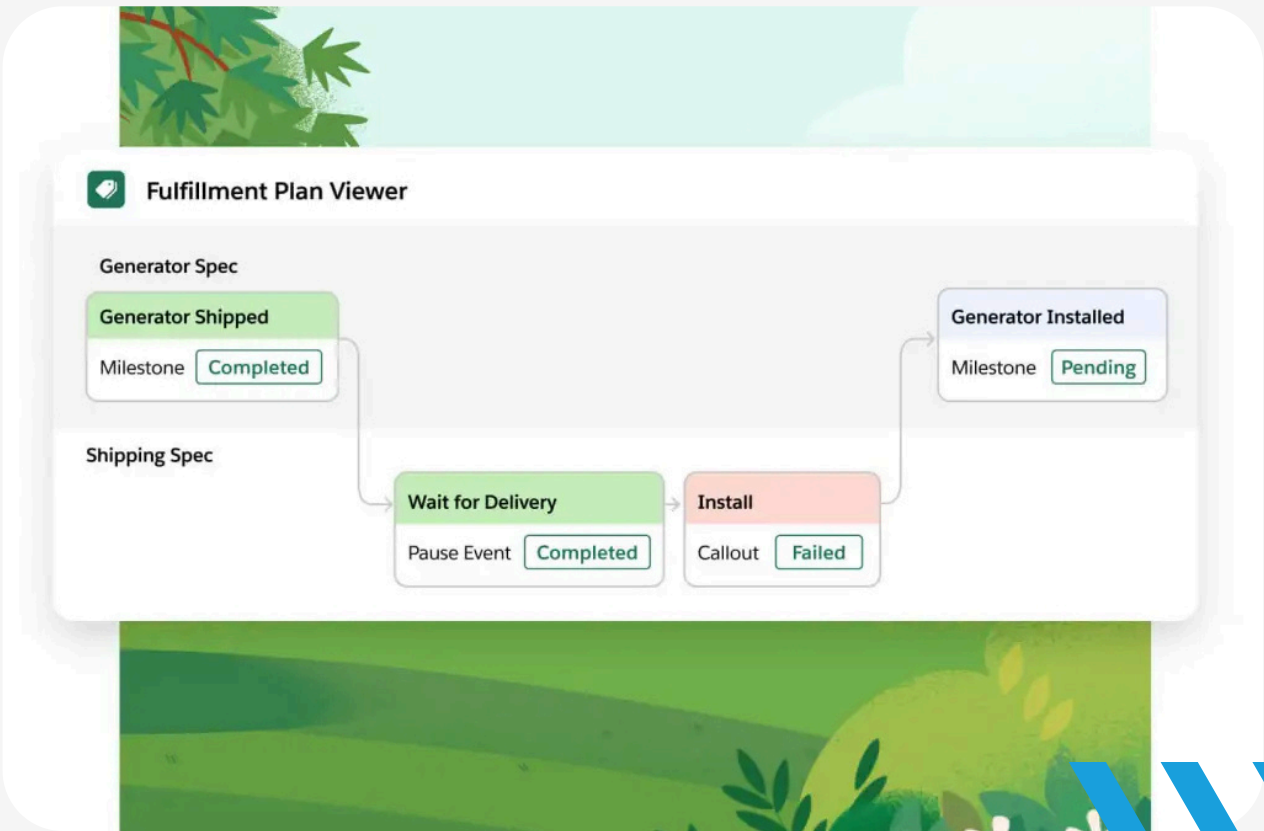 Fulfillment Plan Viewer
Generator Spec
Generator Shipped
Milestone Completed
Generator Installed
Milestone Pending
Shipping Spec
Wait for Delivery
Pause Event Completed
Install
Callout Failed